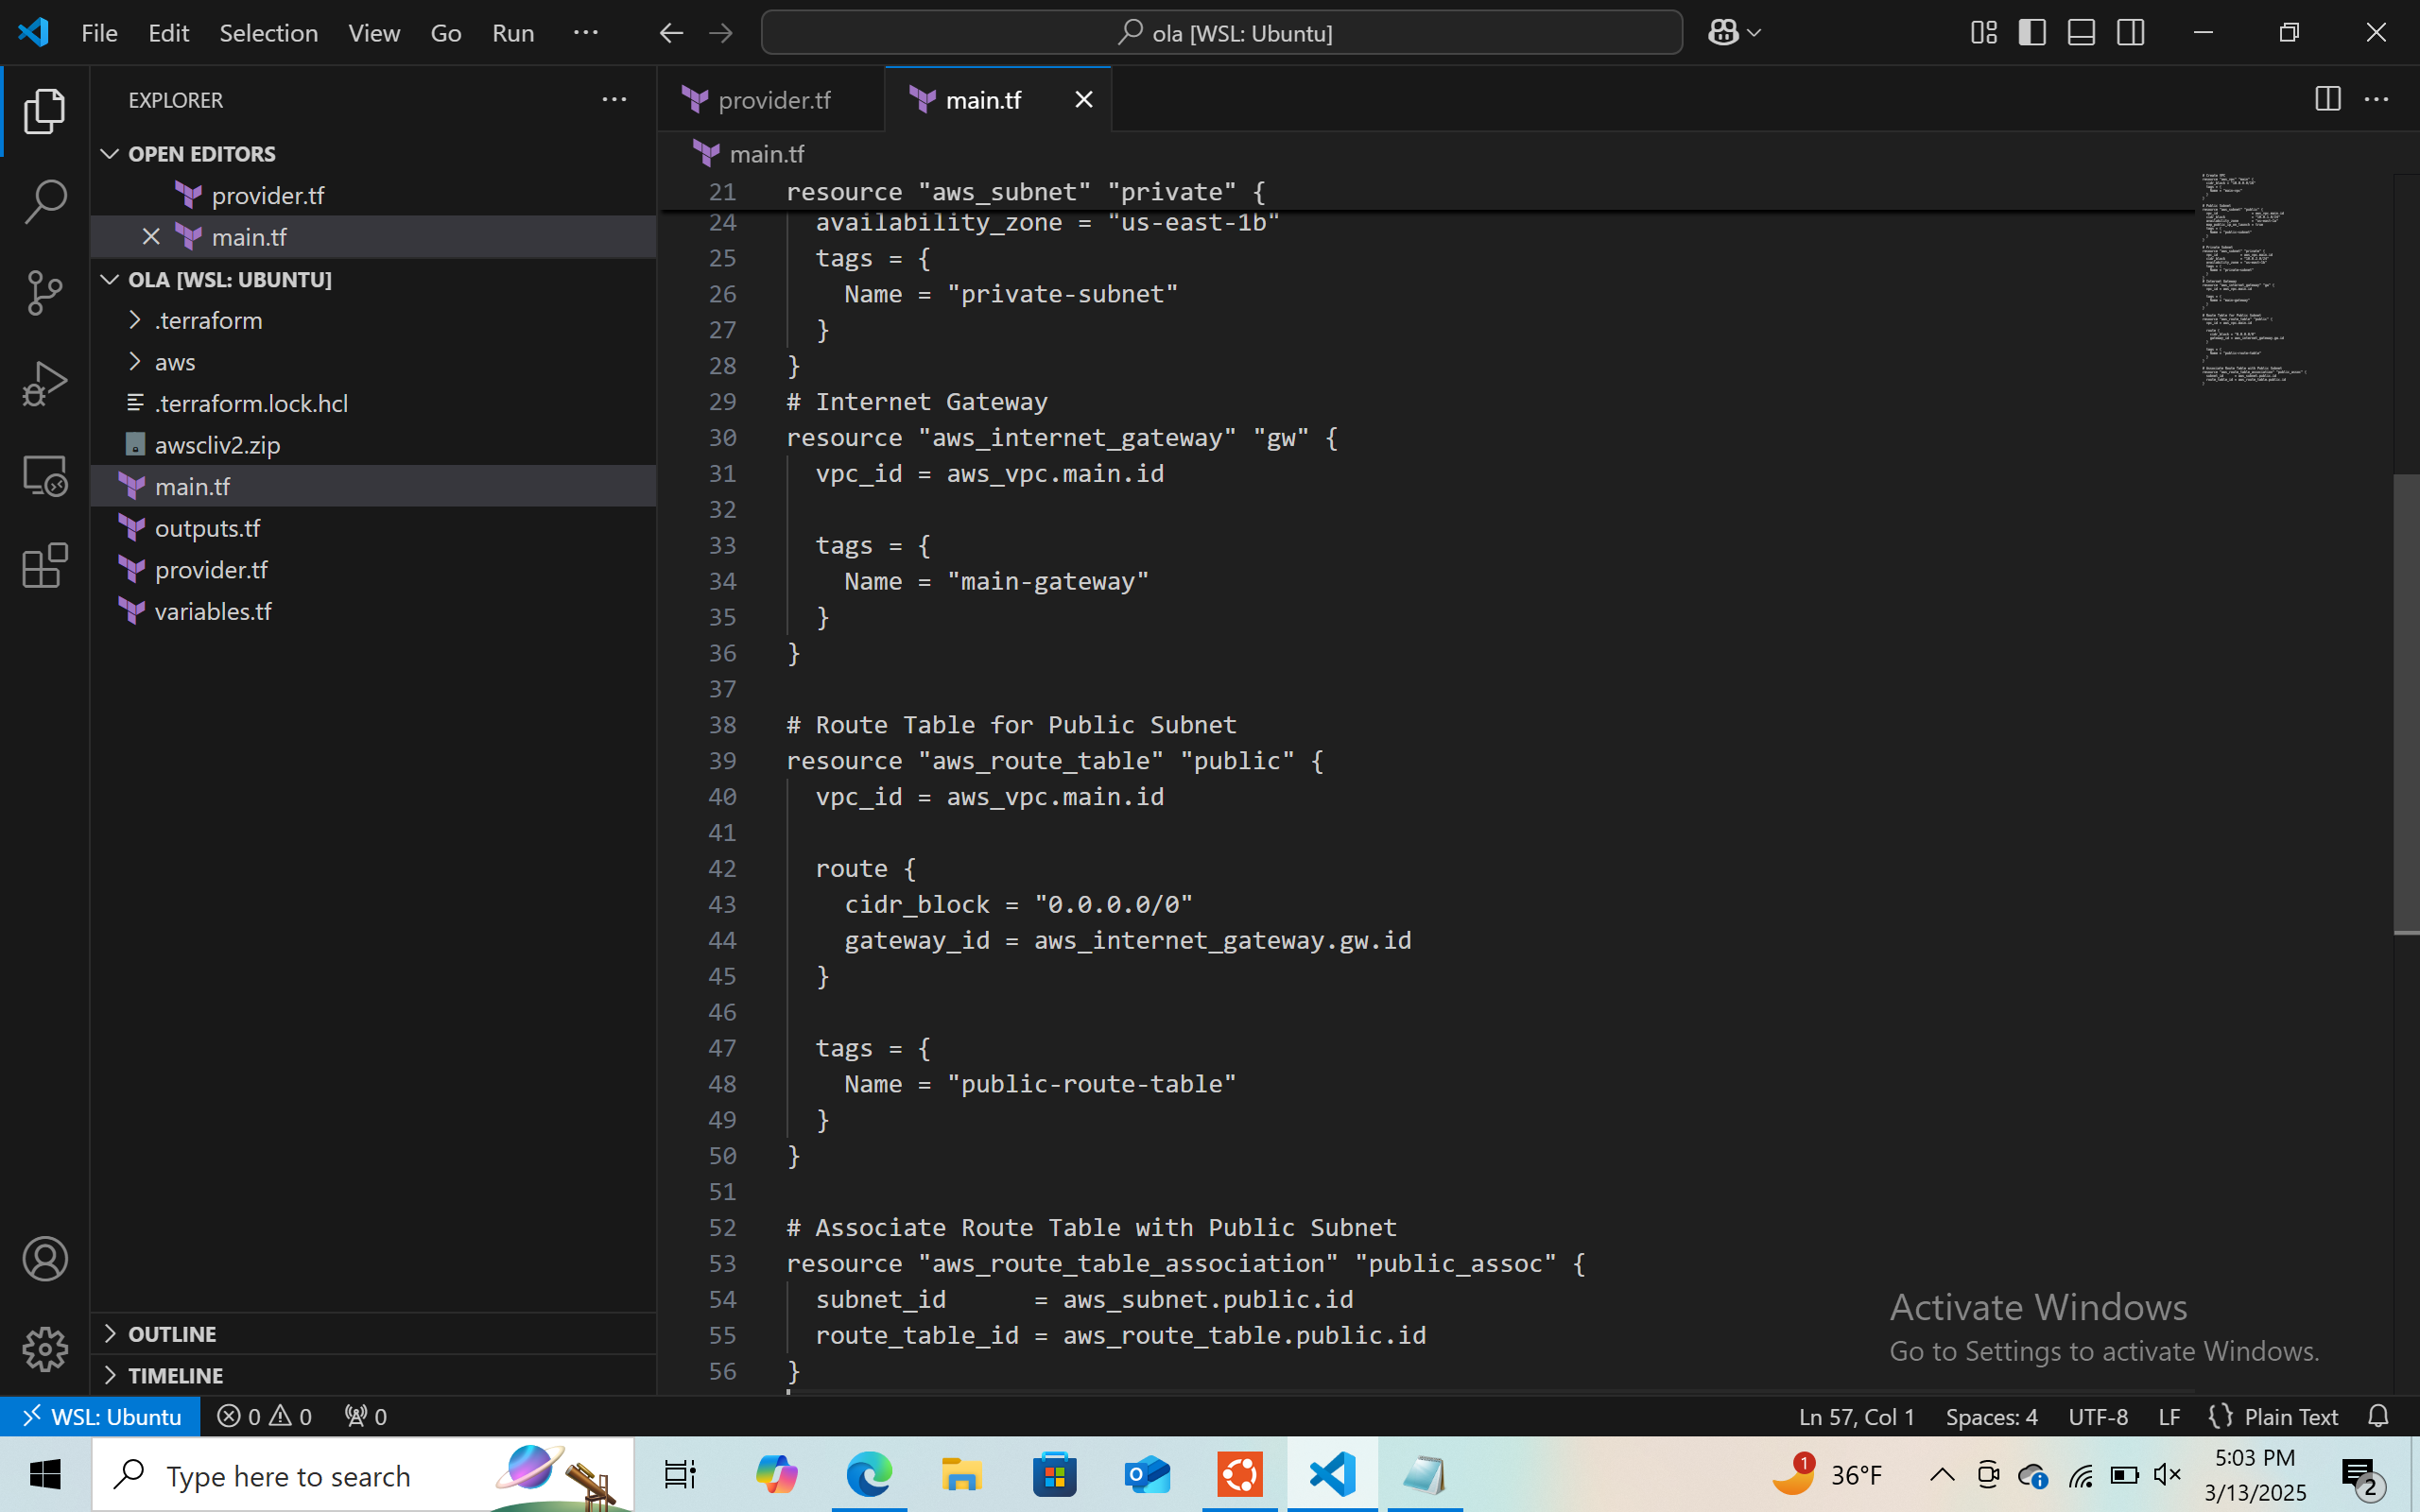 File Edit Selection View Go Run ··· ola [WSL: Ubuntu]
EXPLORER
OPEN EDITORS
provider.tf
main.tf
OLA [WSL: UBUNTU]
.terraform
aws
.terraform.lock.hcl
awscliv2.zip
main.tf
outputs.tf
provider.tf
variables.tf
OUTLINE
TIMELINE
provider.tf main.tf
main.tf
21 resource "aws_subnet" "private" {
24 availability_zone = "us-east-1b"
25 tags = {
26 Name = "private-subnet"
27 }
28 }
29 # Internet Gateway
30 resource "aws_internet_gateway" "gw" {
31 vpc_id = aws_vpc.main.id
32
33 tags = {
34 Name = "main-gateway"
35 }
36 }
37
38 # Route Table for Public Subnet
39 resource "aws_route_table" "public" {
40 vpc_id = aws_vpc.main.id
41
42 route {
43 cidr_block = "0.0.0.0/0"
44 gateway_id = aws_internet_gateway.gw.id
45 }
46
47 tags = {
48 Name = "public-route-table"
49 }
50 }
51
52 # Associate Route Table with Public Subnet
53 resource "aws_route_table_association" "public_assoc" {
54 subnet_id      = aws_subnet.public.id
55 route_table_id = aws_route_table.public.id
56 }
Activate Windows
Go to Settings to activate Windows.
WSL: Ubuntu 0 0 0 Ln 57, Col 1 Spaces: 4 UTF-8 LF {} Plain Text
Type here to search 1 36°F 5:03 PM
3/13/2025 2